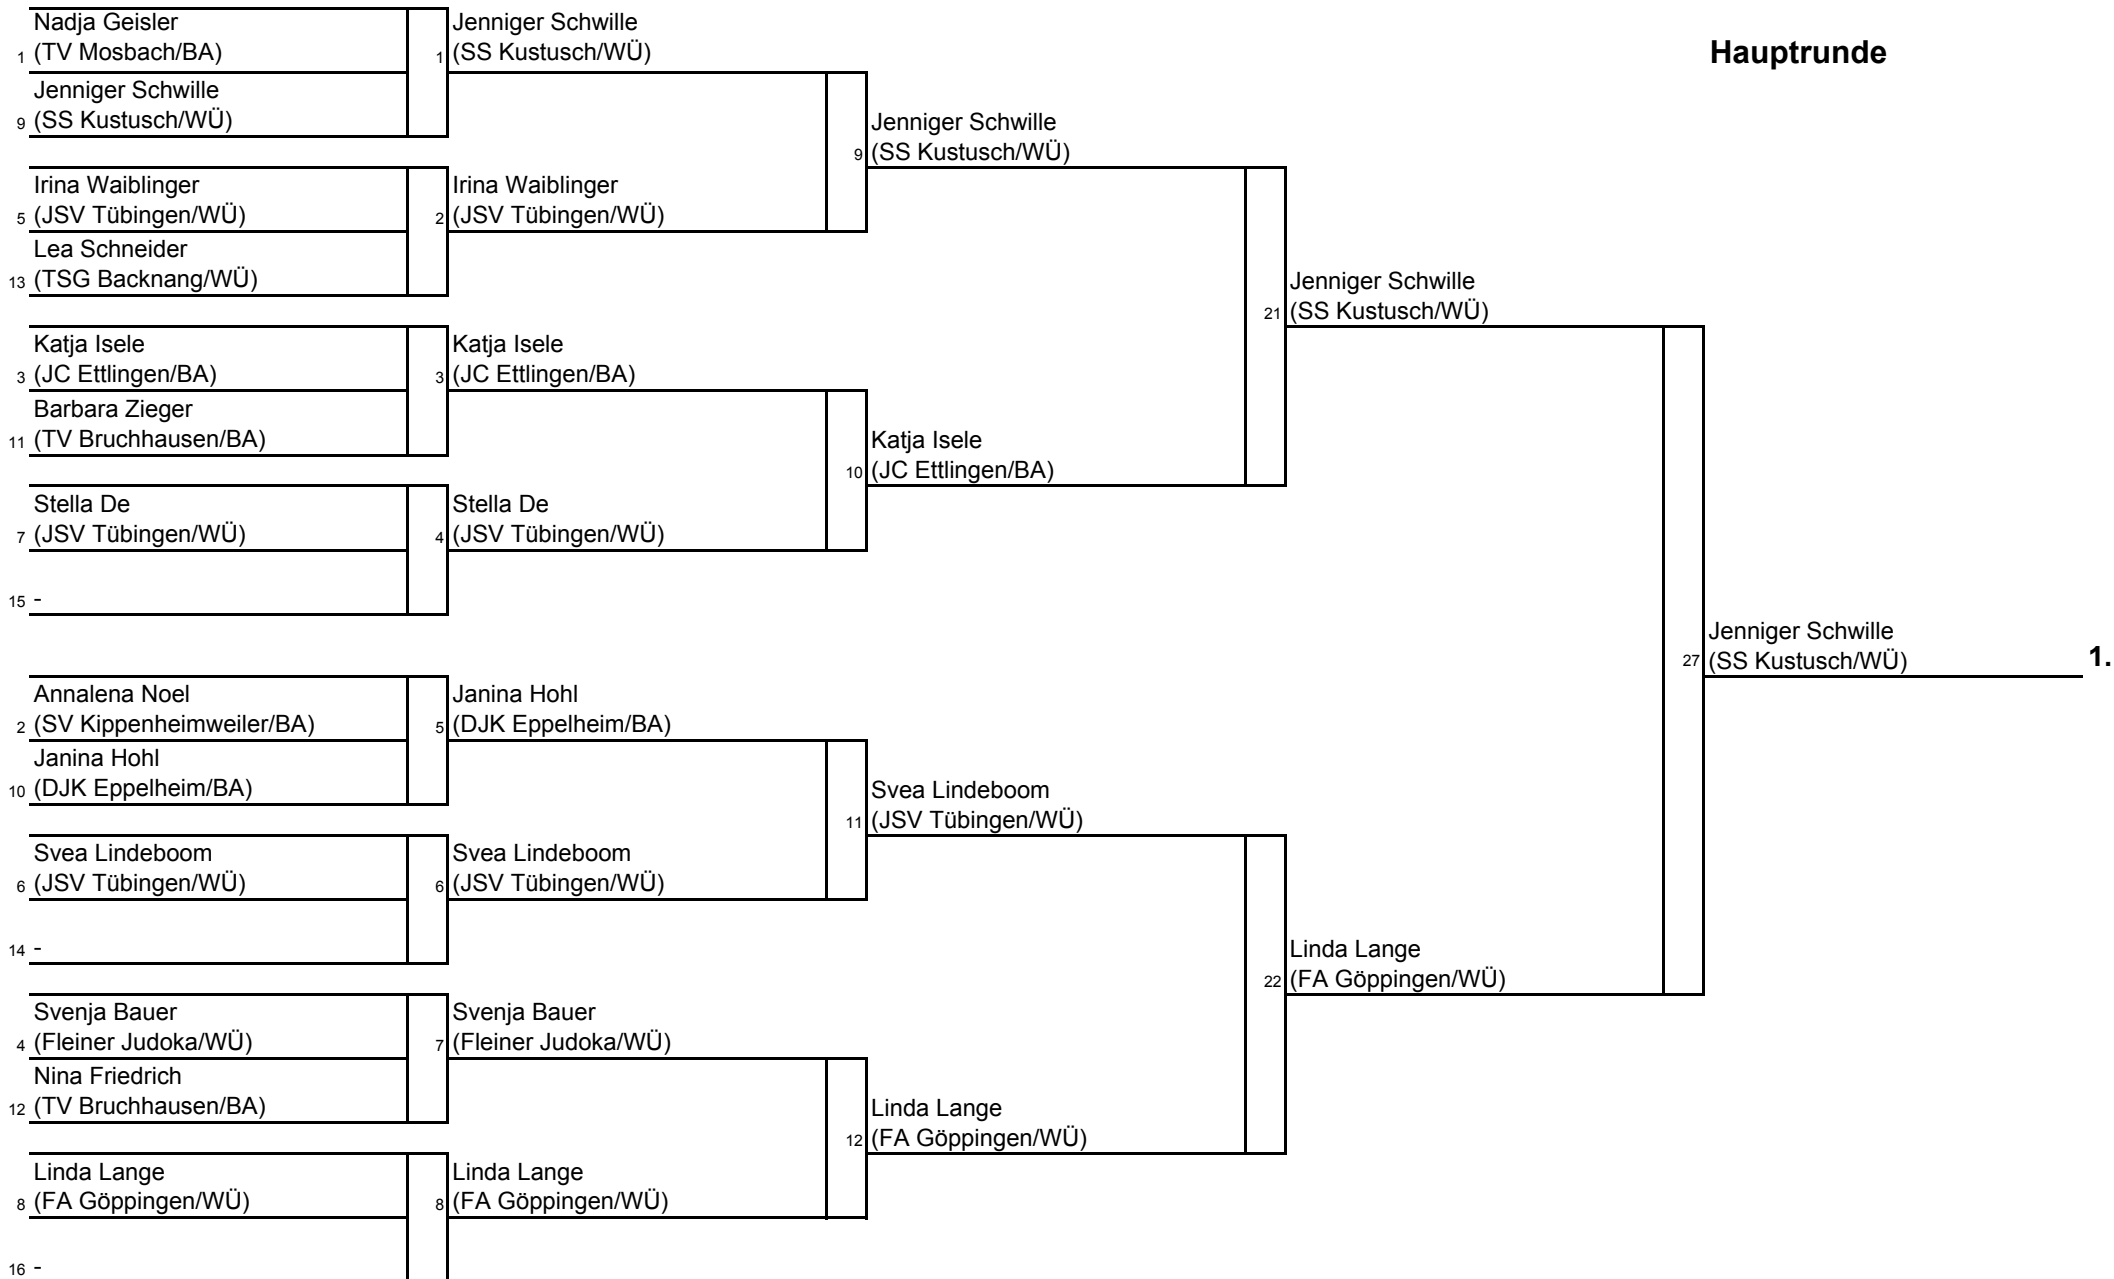 Hauptrunde
Nadja Geisler
1 (TV Mosbach/BA)
Jenniger Schwille
9 (SS Kustusch/WÜ)
Irina Waiblinger
5 (JSV Tübingen/WÜ)
Lea Schneider
13 (TSG Backnang/WÜ)
Katja Isele
3 (JC Ettlingen/BA)
Barbara Zieger
11 (TV Bruchhausen/BA)
Stella De
7 (JSV Tübingen/WÜ)
15 -
Annalena Noel
2 (SV Kippenheimweiler/BA)
Janina Hohl
10 (DJK Eppelheim/BA)
Svea Lindeboom
6 (JSV Tübingen/WÜ)
14 -
Svenja Bauer
4 (Fleiner Judoka/WÜ)
Nina Friedrich
12 (TV Bruchhausen/BA)
Linda Lange
8 (FA Göppingen/WÜ)
16 -
Jenniger Schwille
1 (SS Kustusch/WÜ)
Irina Waiblinger
2 (JSV Tübingen/WÜ)
Katja Isele
3 (JC Ettlingen/BA)
Stella De
4 (JSV Tübingen/WÜ)
Janina Hohl
5 (DJK Eppelheim/BA)
Svea Lindeboom
6 (JSV Tübingen/WÜ)
Svenja Bauer
7 (Fleiner Judoka/WÜ)
Linda Lange
8 (FA Göppingen/WÜ)
Jenniger Schwille
9 (SS Kustusch/WÜ)
Katja Isele
10 (JC Ettlingen/BA)
Svea Lindeboom
11 (JSV Tübingen/WÜ)
Linda Lange
12 (FA Göppingen/WÜ)
Jenniger Schwille
21 (SS Kustusch/WÜ)
Linda Lange
22 (FA Göppingen/WÜ)
Jenniger Schwille
27 (SS Kustusch/WÜ) 1.